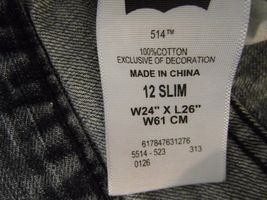 514™
100%COTTON
EXCLUSIVE OF DECORATION
MADE IN CHINA
12 SLIM
W24" X L26"
W61 CM
617847631276
5514 - 523 313
0126